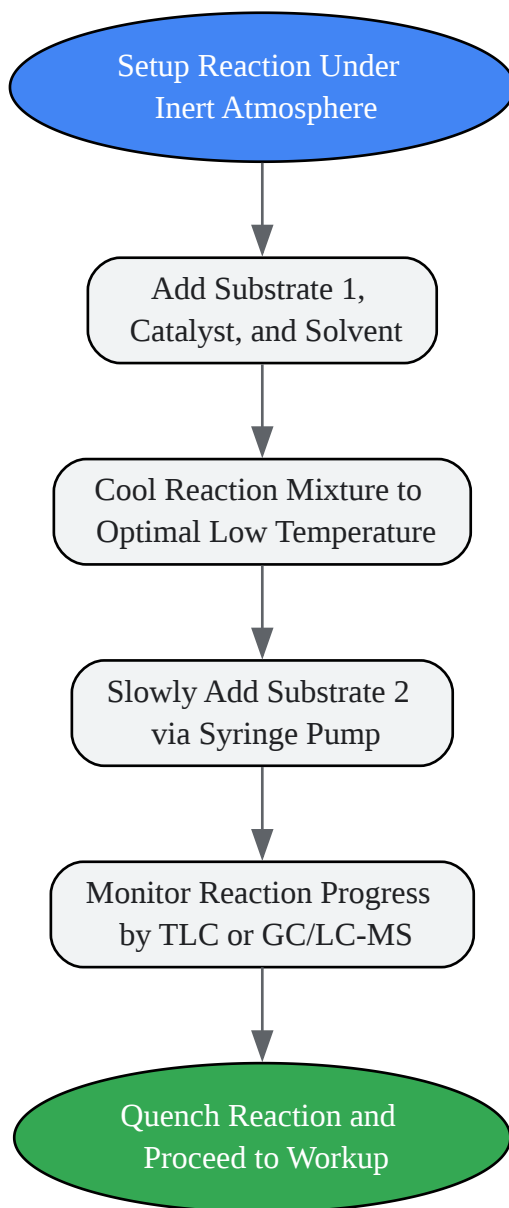 Setup Reaction Under
Inert Atmosphere
Add Substrate 1,
Catalyst, and Solvent
Cool Reaction Mixture to
Optimal Low Temperature
Slowly Add Substrate 2
via Syringe Pump
Monitor Reaction Progress
by TLC or GC/LC-MS
Quench Reaction and
Proceed to Workup